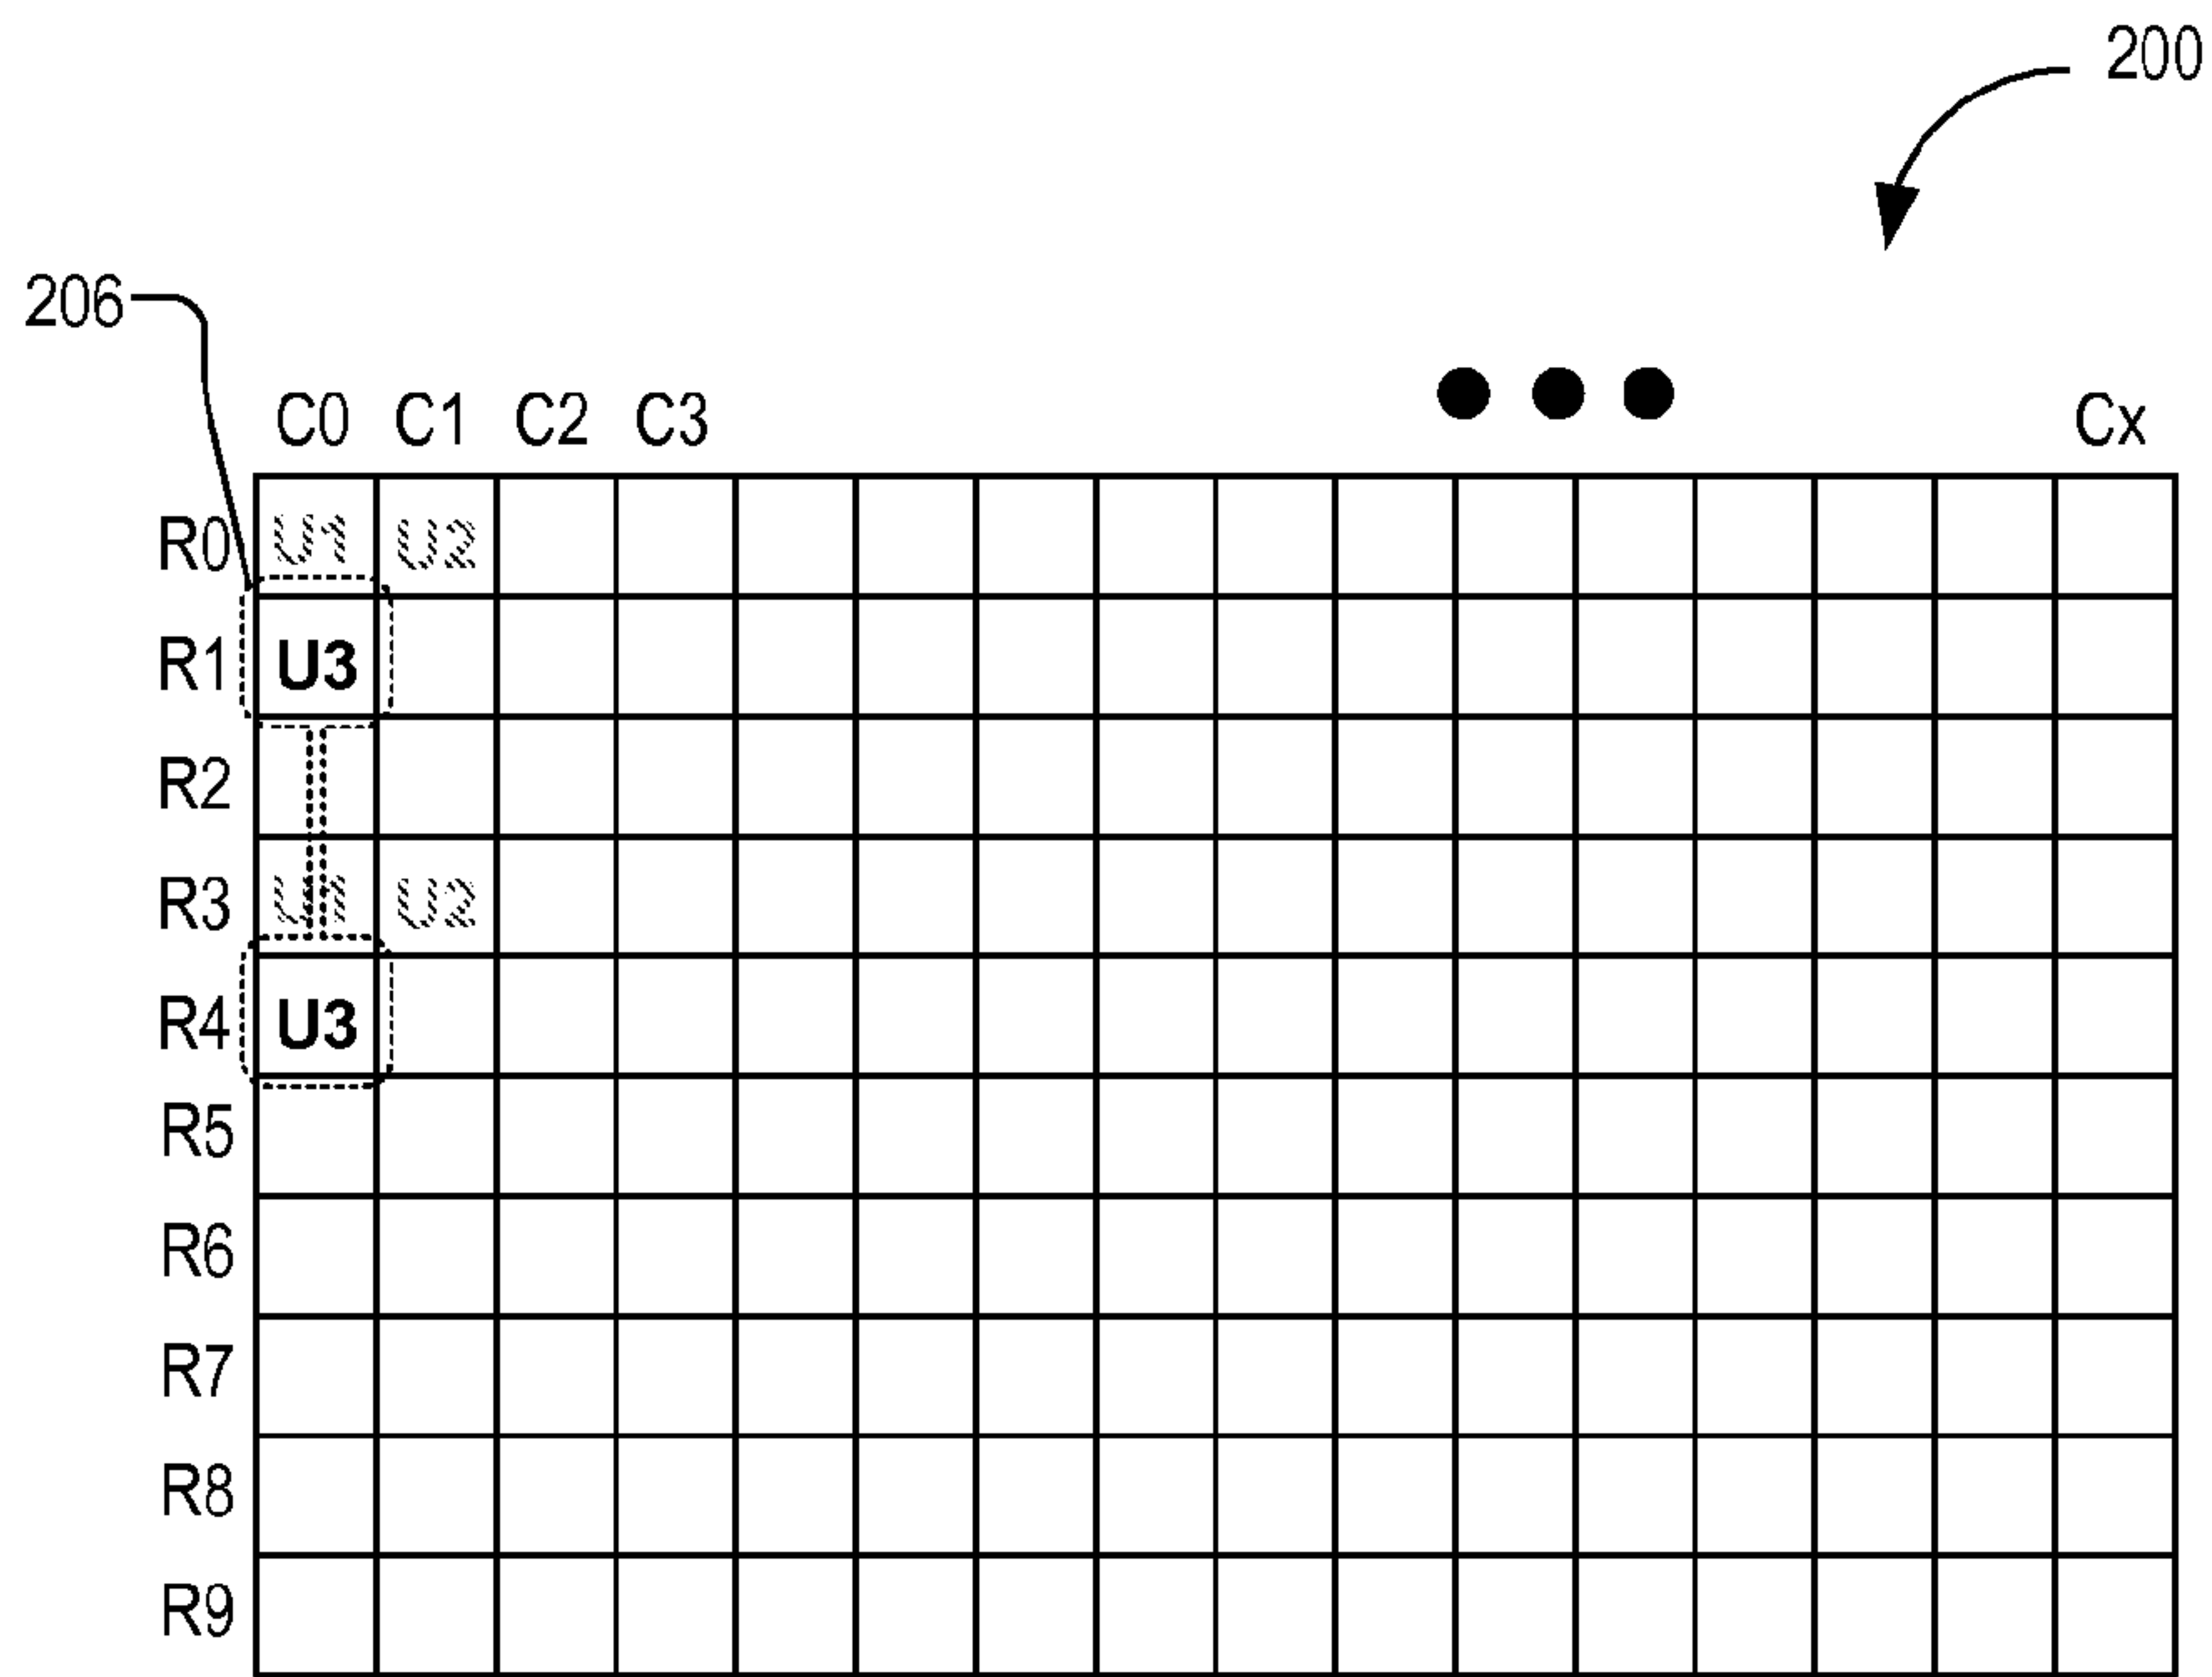 200
206
C0 C1 C2 C3 Cx
R0 U1 U2
R1 U3
R2
R3 U1 U2
R4 U3
R5
R6
R7
R8
R9